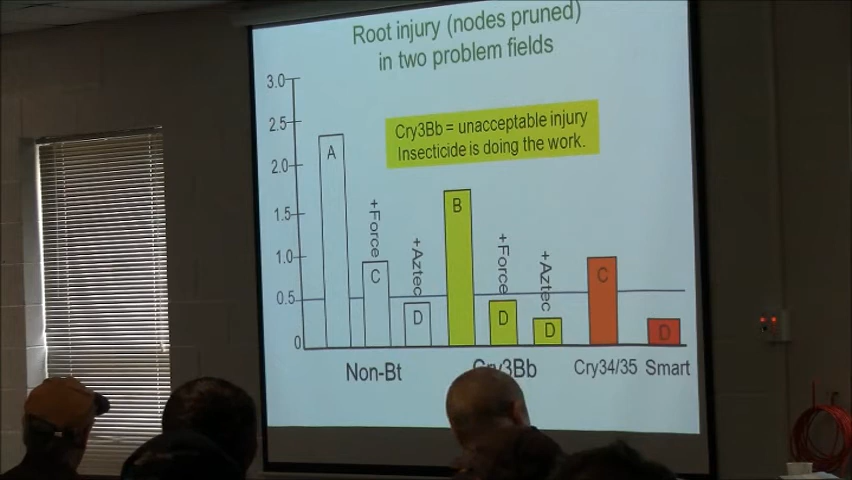 Root injury (nodes pruned)
in two problem fields
3.0
2.5
2.0
1.5
1.0
0.5
0
Cry3Bb = unacceptable injury
Insecticide is doing the work.
A
+Force
C
+Aztec
D
B
+Force
D
+Aztec
D
C
D
Non-Bt
Cry3Bb
Cry34/35
Smart